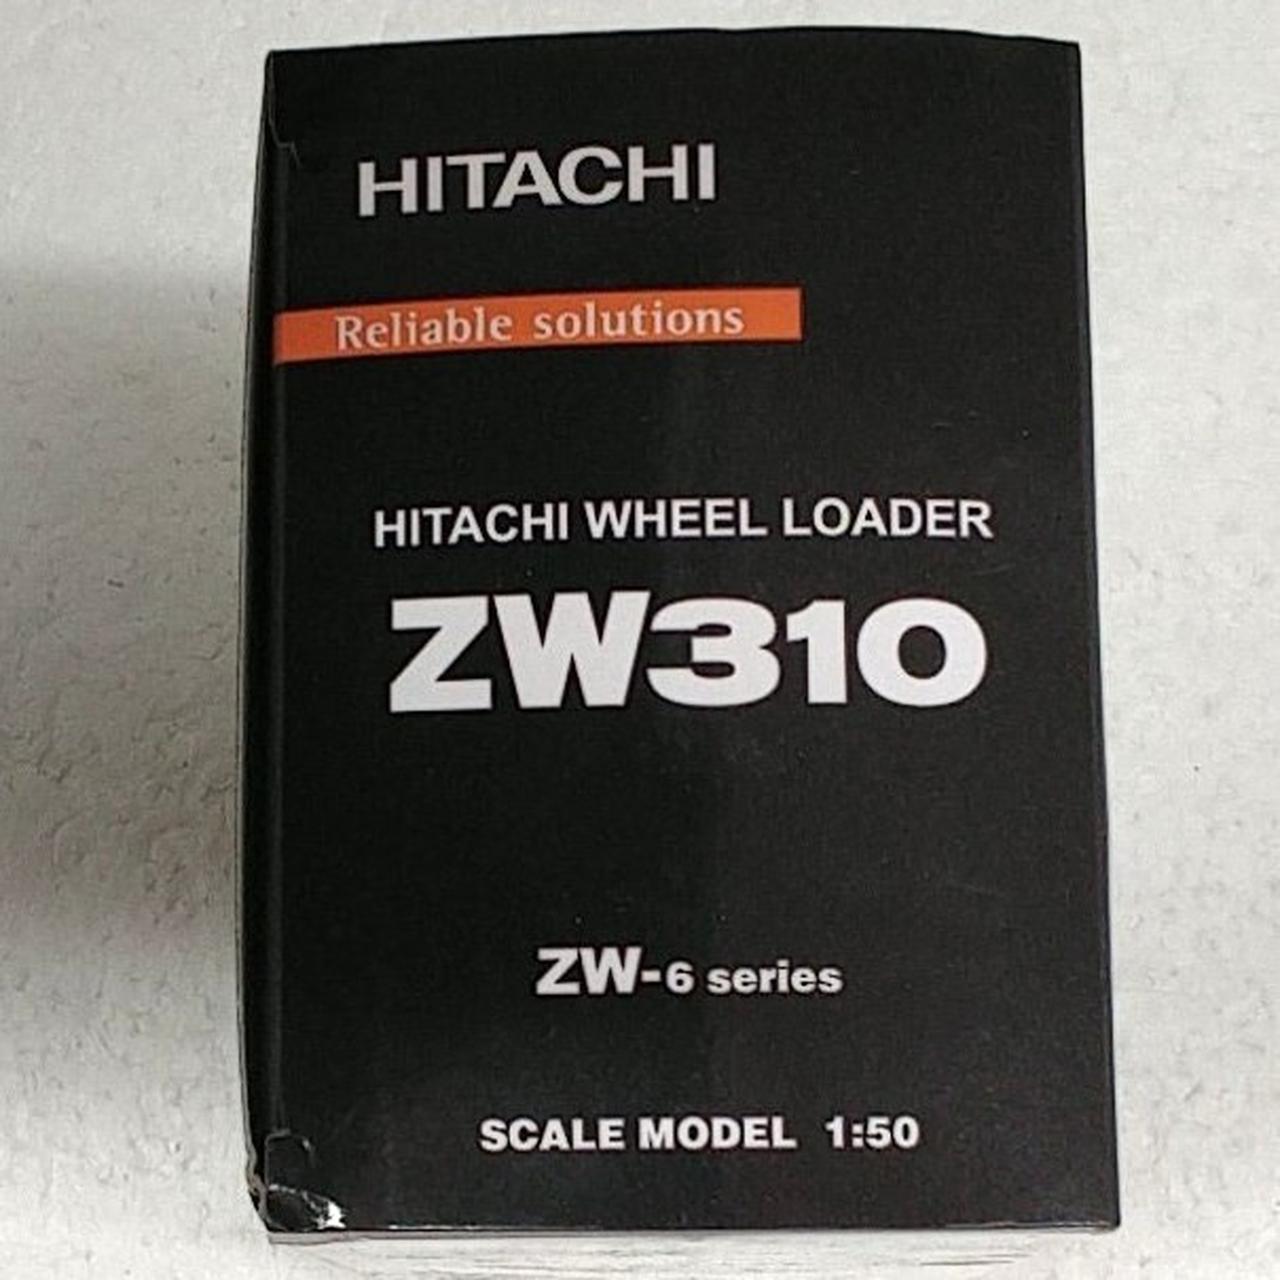 HITACHI
Reliable solutions
HITACHI WHEEL LOADER
ZW310
ZW-6 series
SCALE MODEL 1:50